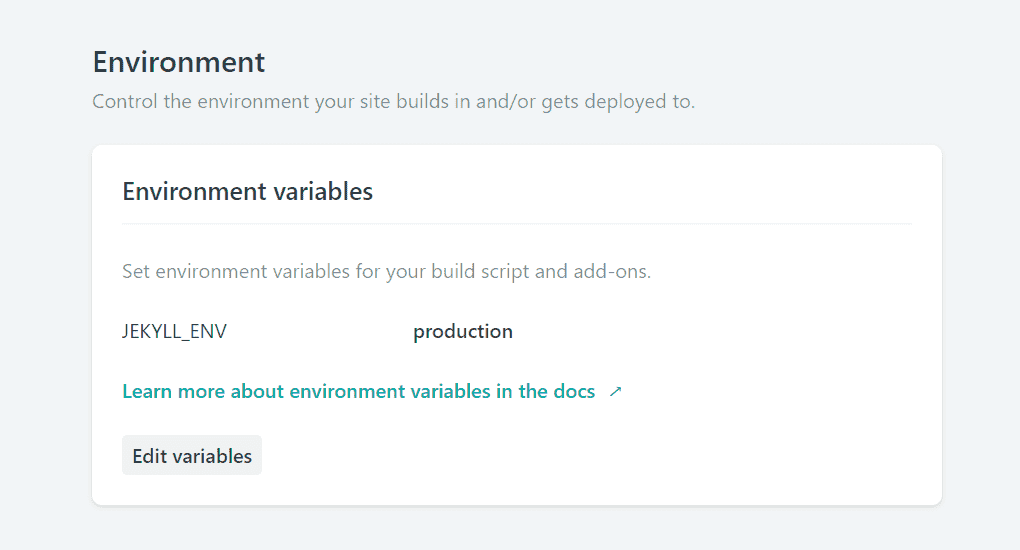 Environment
Control the environment your site builds in and/or gets deployed to.
Environment variables
Set environment variables for your build script and add-ons.
JEKYLL_ENV production
Learn more about environment variables in the docs ↗
Edit variables